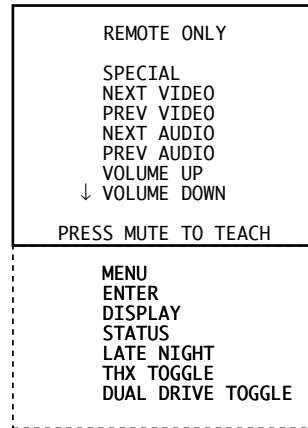 REMOTE ONLY
SPECIAL
NEXT VIDEO
PREV VIDEO
NEXT AUDIO
PREV AUDIO
VOLUME UP
↓ VOLUME DOWN
PRESS MUTE TO TEACH
MENU
ENTER
DISPLAY
STATUS
LATE NIGHT
THX TOGGLE
DUAL DRIVE TOGGLE